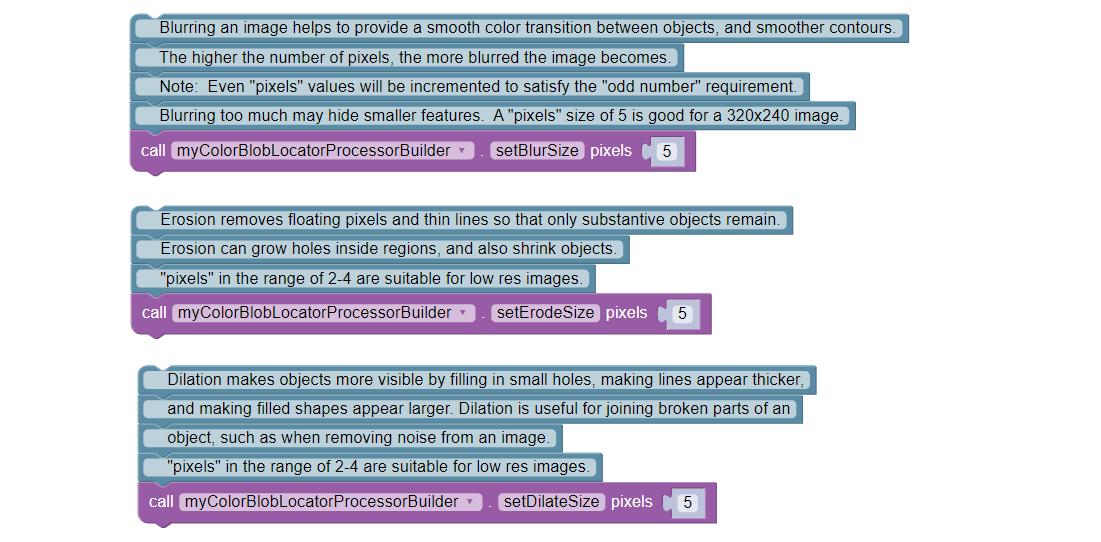 Blurring an image helps to provide a smooth color transition between objects, and smoother contours.
The higher the number of pixels, the more blurred the image becomes.
Note:  Even "pixels" values will be incremented to satisfy the "odd number" requirement.
Blurring too much may hide smaller features.  A "pixels" size of 5 is good for a 320x240 image.
call myColorBlobLocatorProcessorBuilder ▾ . setBlurSize pixels 5
Erosion removes floating pixels and thin lines so that only substantive objects remain.
Erosion can grow holes inside regions, and also shrink objects.
"pixels" in the range of 2-4 are suitable for low res images.
call myColorBlobLocatorProcessorBuilder ▾ . setErodeSize pixels 5
Dilation makes objects more visible by filling in small holes, making lines appear thicker,
and making filled shapes appear larger. Dilation is useful for joining broken parts of an
object, such as when removing noise from an image.
"pixels" in the range of 2-4 are suitable for low res images.
call myColorBlobLocatorProcessorBuilder ▾ . setDilateSize pixels 5